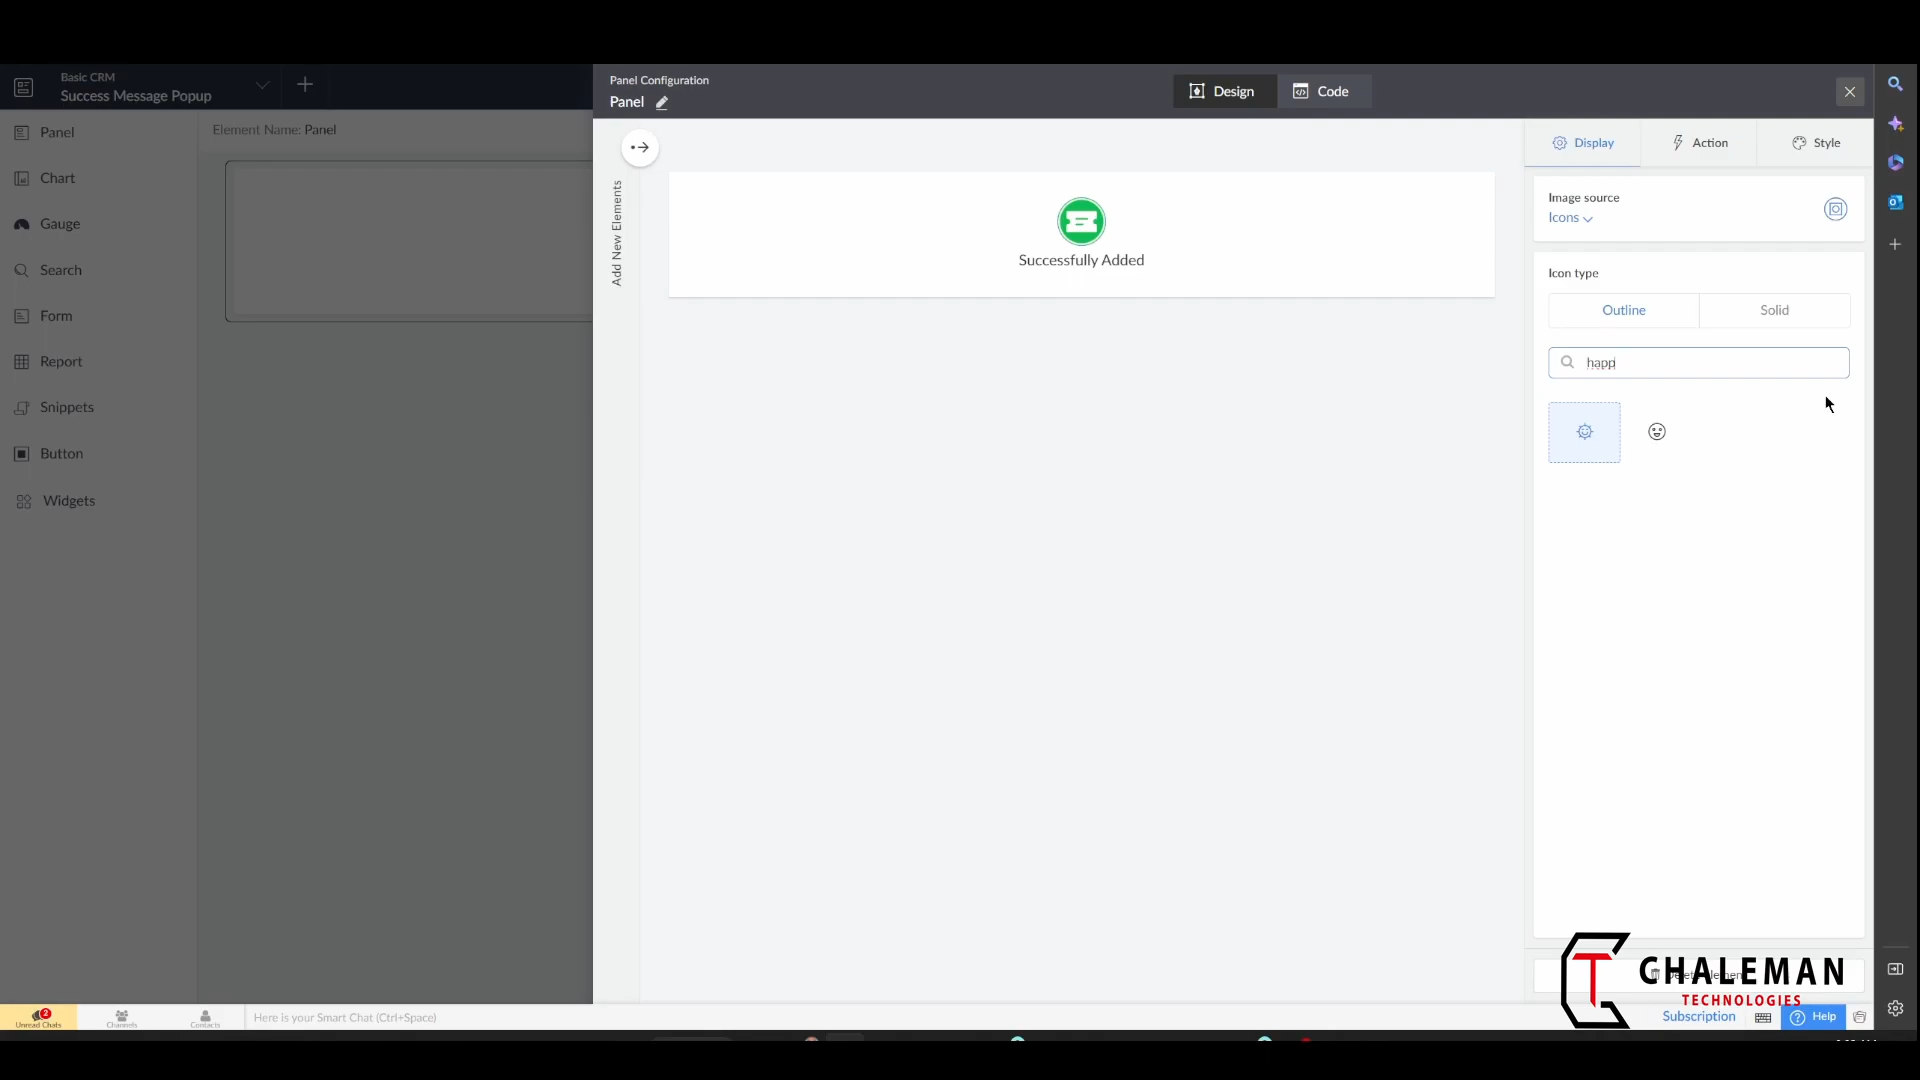 Basic CRM
Success Message Popup
Panel
Chart
Gauge
Search
Form
Report
Snippets
Button
Widgets
Element Name: Panel
Panel Configuration
Panel
Design
Code
Add New Elements
Successfully Added
Display
Action
Style
Image source
Icons
Icon type
Outline
Solid
happ
CHALEMAN
TECHNOLOGIES
2
Unread Chats
Channels
Contacts
Here is your Smart Chat (Ctrl+Space)
Subscription
Help